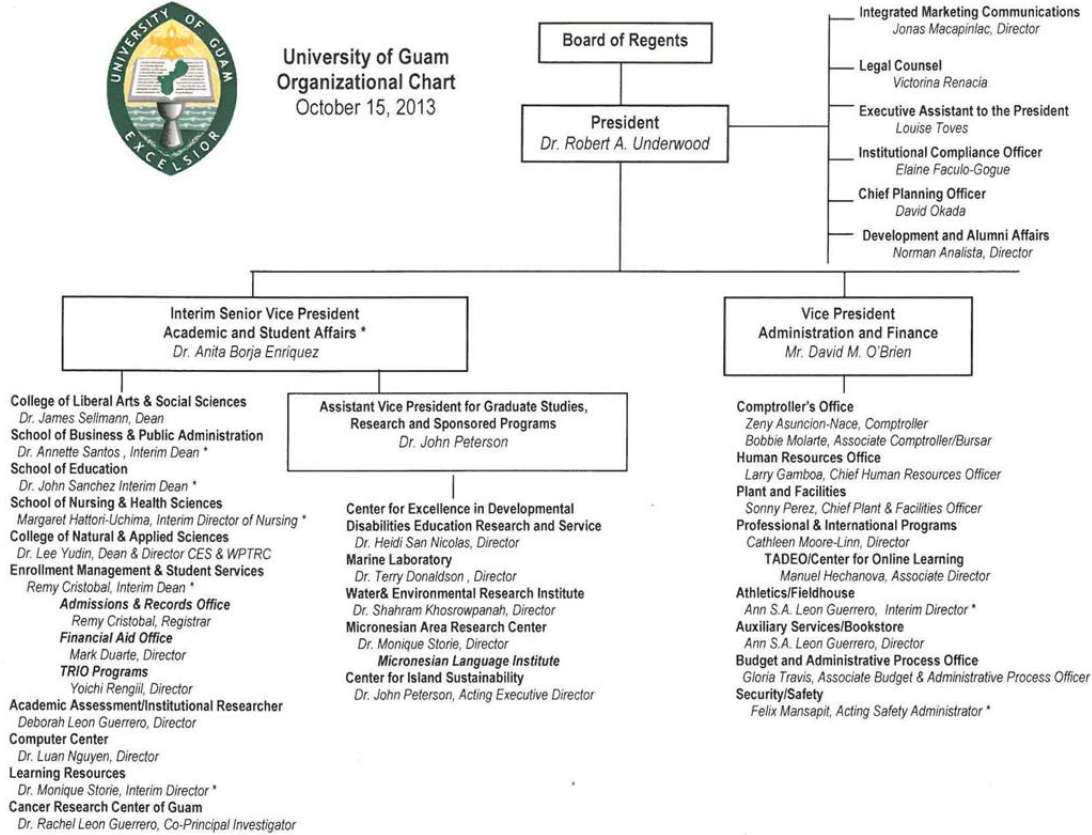 UNIVERSITY OF GUAM
EXCELSIOR
University of Guam
Organizational Chart
October 15, 2013
Board of Regents
President
Dr. Robert A. Underwood
Integrated Marketing Communications
Jonas Macapinlac, Director
Legal Counsel
Victorina Renacia
Executive Assistant to the President
Louise Toves
Institutional Compliance Officer
Elaine Faculo-Gogue
Chief Planning Officer
David Okada
Development and Alumni Affairs
Norman Analista, Director
Interim Senior Vice President
Academic and Student Affairs *
Dr. Anita Borja Enriquez
Vice President
Administration and Finance
Mr. David M. O'Brien
College of Liberal Arts & Social Sciences
Dr. James Sellmann, Dean
School of Business & Public Administration
Dr. Annette Santos , Interim Dean *
School of Education
Dr. John Sanchez Interim Dean *
School of Nursing & Health Sciences
Margaret Hattori-Uchima, Interim Director of Nursing *
College of Natural & Applied Sciences
Dr. Lee Yudin, Dean & Director CES & WPTRC
Enrollment Management & Student Services
Remy Cristobal, Interim Dean *
Admissions & Records Office
Remy Cristobal, Registrar
Financial Aid Office
Mark Duarte, Director
TRIO Programs
Yoichi Rengiil, Director
Academic Assessment/Institutional Researcher
Deborah Leon Guerrero, Director
Computer Center
Dr. Luan Nguyen, Director
Learning Resources
Dr. Monique Storie, Interim Director *
Cancer Research Center of Guam
Dr. Rachel Leon Guerrero, Co-Principal Investigator
Assistant Vice President for Graduate Studies,
Research and Sponsored Programs
Dr. John Peterson
Center for Excellence in Developmental
Disabilities Education Research and Service
Dr. Heidi San Nicolas, Director
Marine Laboratory
Dr. Terry Donaldson , Director
Water& Environmental Research Institute
Dr. Shahram Khosrowpanah, Director
Micronesian Area Research Center
Dr. Monique Storie, Director
Micronesian Language Institute
Center for Island Sustainability
Dr. John Peterson, Acting Executive Director
Comptroller's Office
Zeny Asuncion-Nace, Comptroller
Bobbie Molarte, Associate Comptroller/Bursar
Human Resources Office
Larry Gamboa, Chief Human Resources Officer
Plant and Facilities
Sonny Perez, Chief Plant & Facilities Officer
Professional & International Programs
Cathleen Moore-Linn, Director
TADEO/Center for Online Learning
Manuel Hechanova, Associate Director
Athletics/Fieldhouse
Ann S.A. Leon Guerrero, Interim Director *
Auxiliary Services/Bookstore
Ann S.A. Leon Guerrero, Director
Budget and Administrative Process Office
Gloria Travis, Associate Budget & Administrative Process Officer
Security/Safety
Felix Mansapit, Acting Safety Administrator *